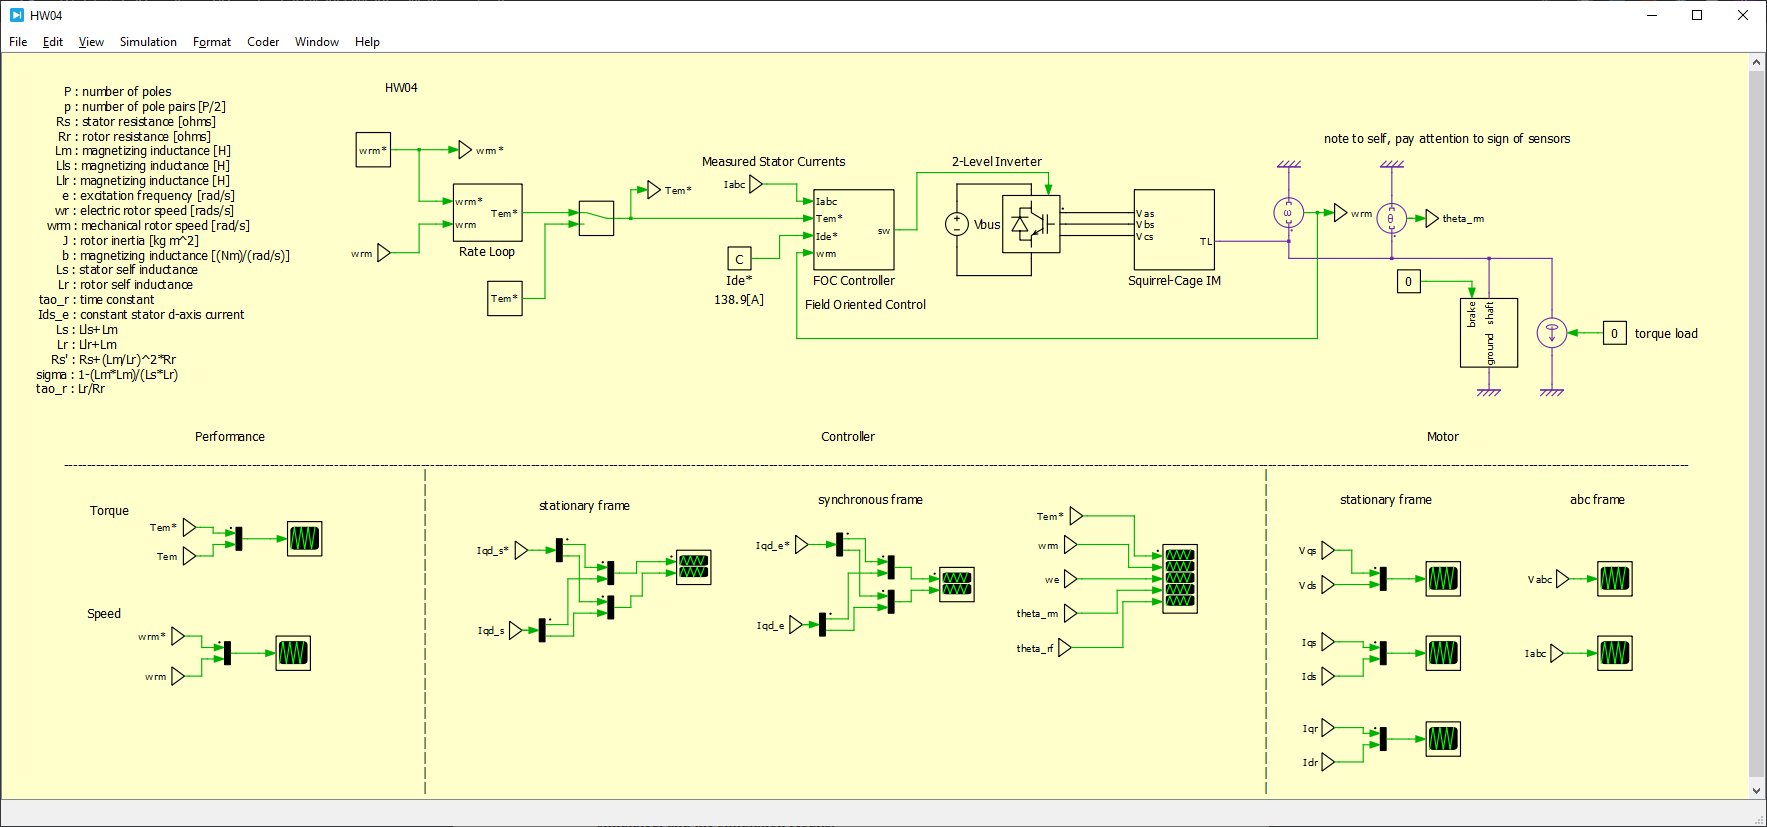 HW04
File Edit View Simulation Format Coder Window Help
P : number of poles
p : number of pole pairs [P/2]
Rs : stator resistance [ohms]
Rr : rotor resistance [ohms]
Lm : magnetizing inductance [H]
Lls : magnetizing inductance [H]
Llr : magnetizing inductance [H]
e : excitation frequency [rad/s]
wr : electric rotor speed [rads/s]
wrm : mechanical rotor speed [rad/s]
J : rotor inertia [kg m^2]
b : magnetizing inductance [(Nm)/(rad/s)]
Ls : stator self inductance
Lr : rotor self inductance
tao_r : time constant
Ids_e : constant stator d-axis current
Ls : Lls+Lm
Lr : Llr+Lm
Rs' : Rs+(Lm/Lr)^2*Rr
sigma : 1-(Lm*Lm)/(Ls*Lr)
tao_r : Lr/Rr
HW04
wrm*
wrm*
wrm*
wrm
Tem*
Rate Loop
wrm
Tem*
Tem*
Measured Stator Currents
Iabc
C
Ide*
138.9[A]
Iabc
Tem*
Ide*
wrm
sw
FOC Controller
Field Oriented Control
2-Level Inverter
Vbus
Vas
Vbs
Vcs
TL
Squirrel-Cage IM
note to self, pay attention to sign of sensors
ω
wrm
θ
theta_m
0
brake
ground shaft
0
torque load
Performance
Controller
Motor
Torque
Tem*
Tem
Speed
wrm*
wrm
stationary frame
Iqd_s*
Iqd_s
synchronous frame
Iqd_e*
Iqd_e
Tem*
wrm
we
theta_rm
theta_rf
stationary frame
Vqs
Vds
Iqs
Ids
Iqr
Idr
abc frame
Vabc
Iabc